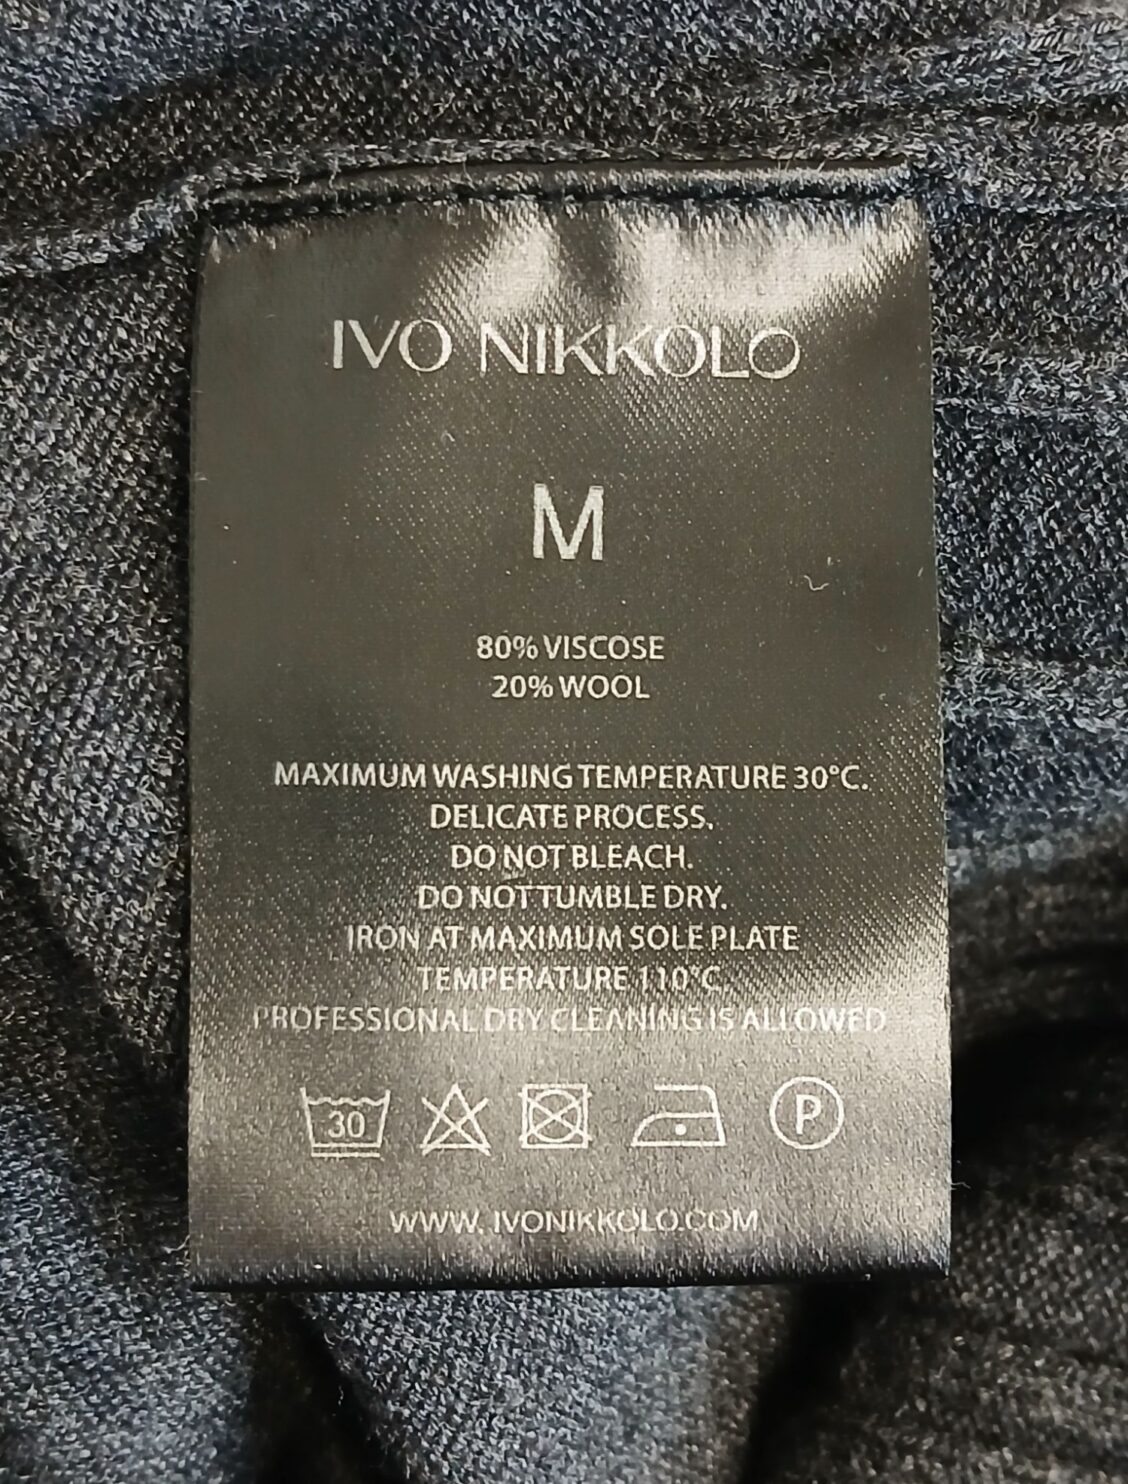 IVO NIKKOLO
M
80% VISCOSE
20% WOOL
MAXIMUM WASHING TEMPERATURE 30°C.
DELICATE PROCESS.
DO NOT BLEACH.
DO NOT TUMBLE DRY.
IRON AT MAXIMUM SOLE PLATE
TEMPERATURE 110°C.
PROFESSIONAL DRY CLEANING IS ALLOWED
30 P
WWW.IVONIKKOLO.COM